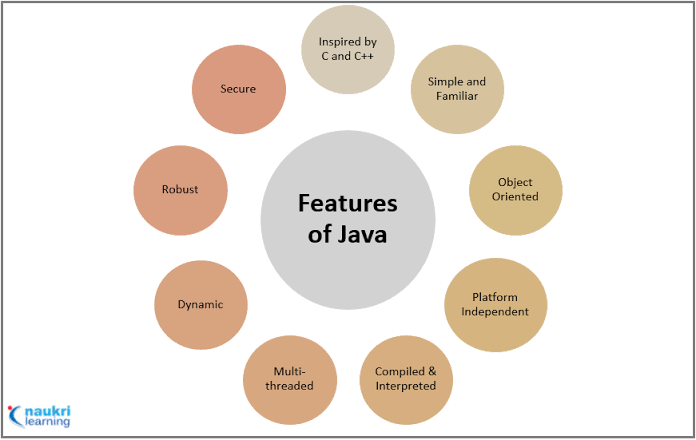 Features
of Java
Inspired by
C and C++
Simple and
Familiar
Object
Oriented
Platform
Independent
Compiled &
Interpreted
Multi-
threaded
Dynamic
Robust
Secure
naukri
learning